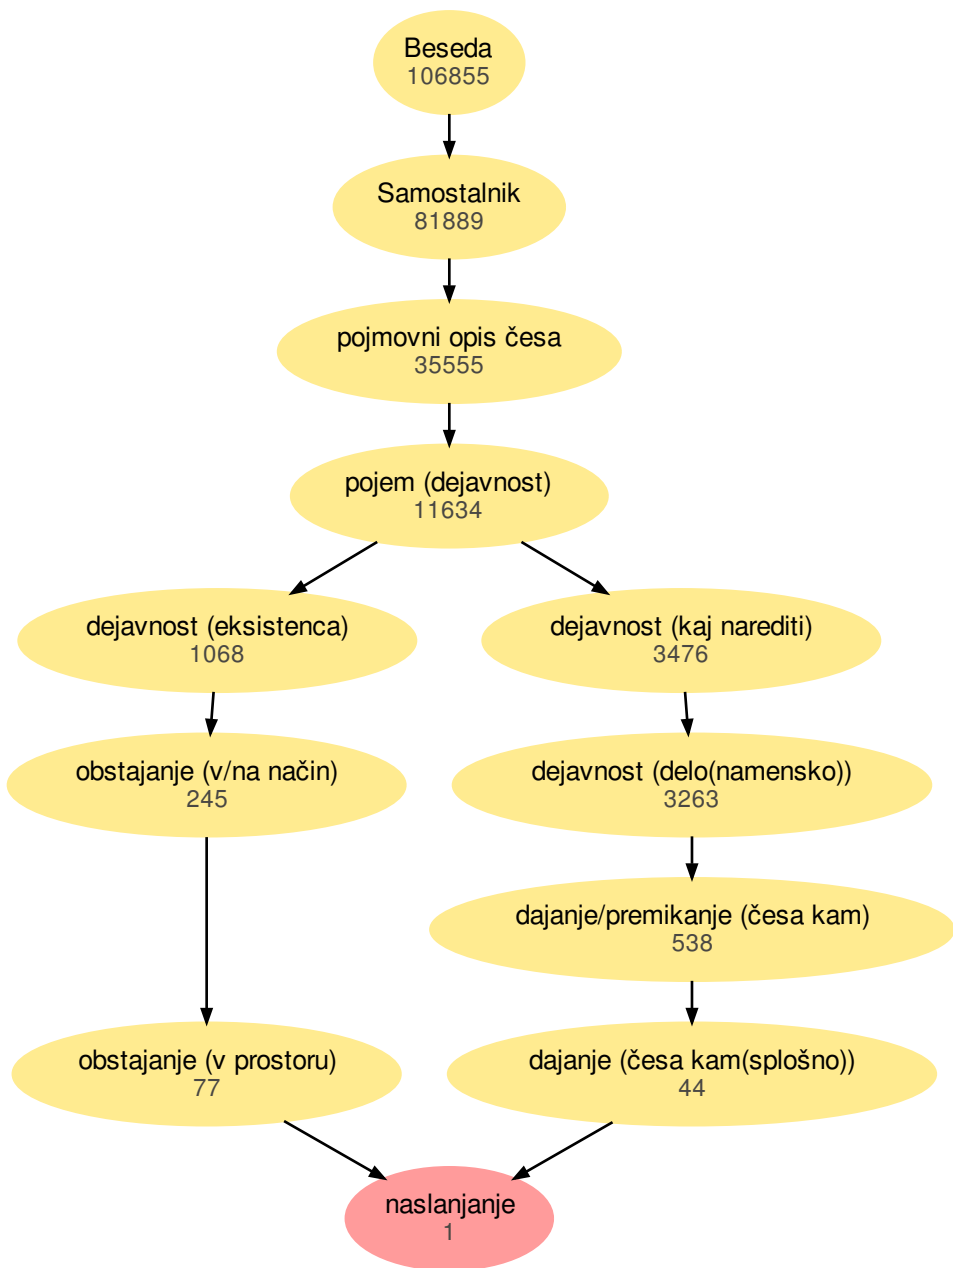 Beseda
106855
Samostalnik
81889
pojmovni opis česa
35555
pojem (dejavnost)
11634
dejavnost (eksistenca)
1068
dejavnost (kaj narediti)
3476
obstajanje (v/na način)
245
dejavnost (delo(namensko))
3263
dajanje/premikanje (česa kam)
538
obstajanje (v prostoru)
77
dajanje (česa kam(splošno))
44
naslanjanje
1